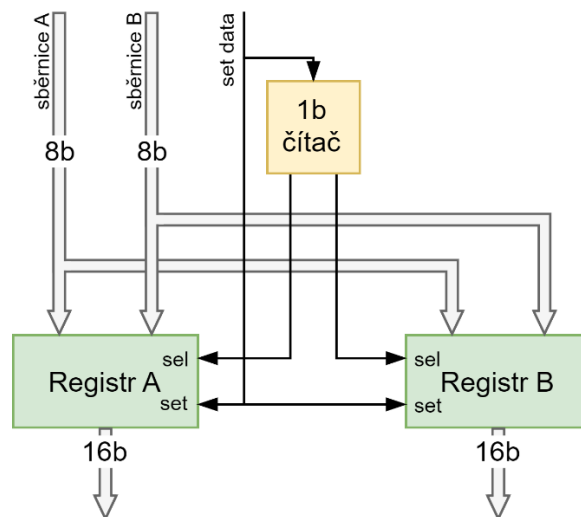 sběrnice A
sběrnice B
set data
1b
čítač
8b
8b
sel
Registr A
set
sel
Registr B
set
16b
16b